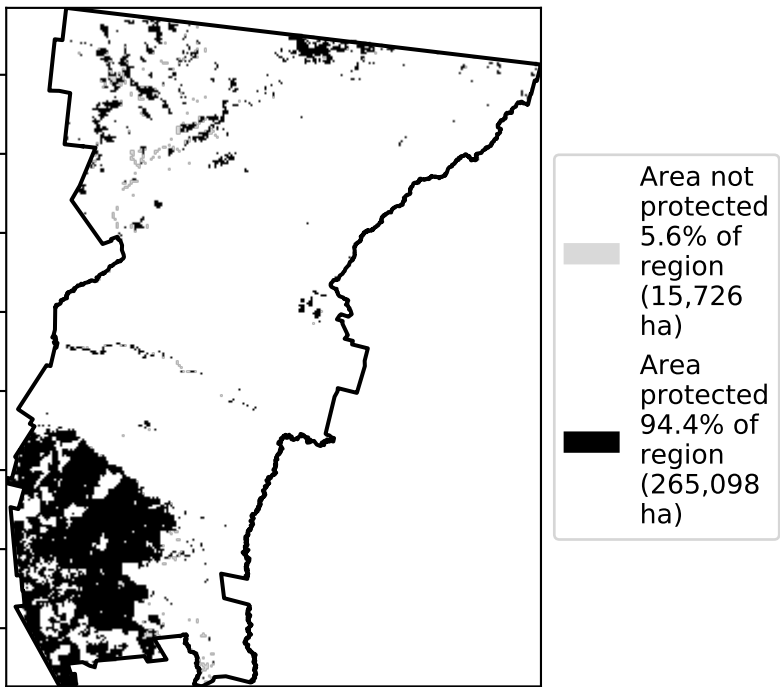 Area not
protected
5.6% of
region
(15,726
ha)
Area
protected
94.4% of
region
(265,098
ha)